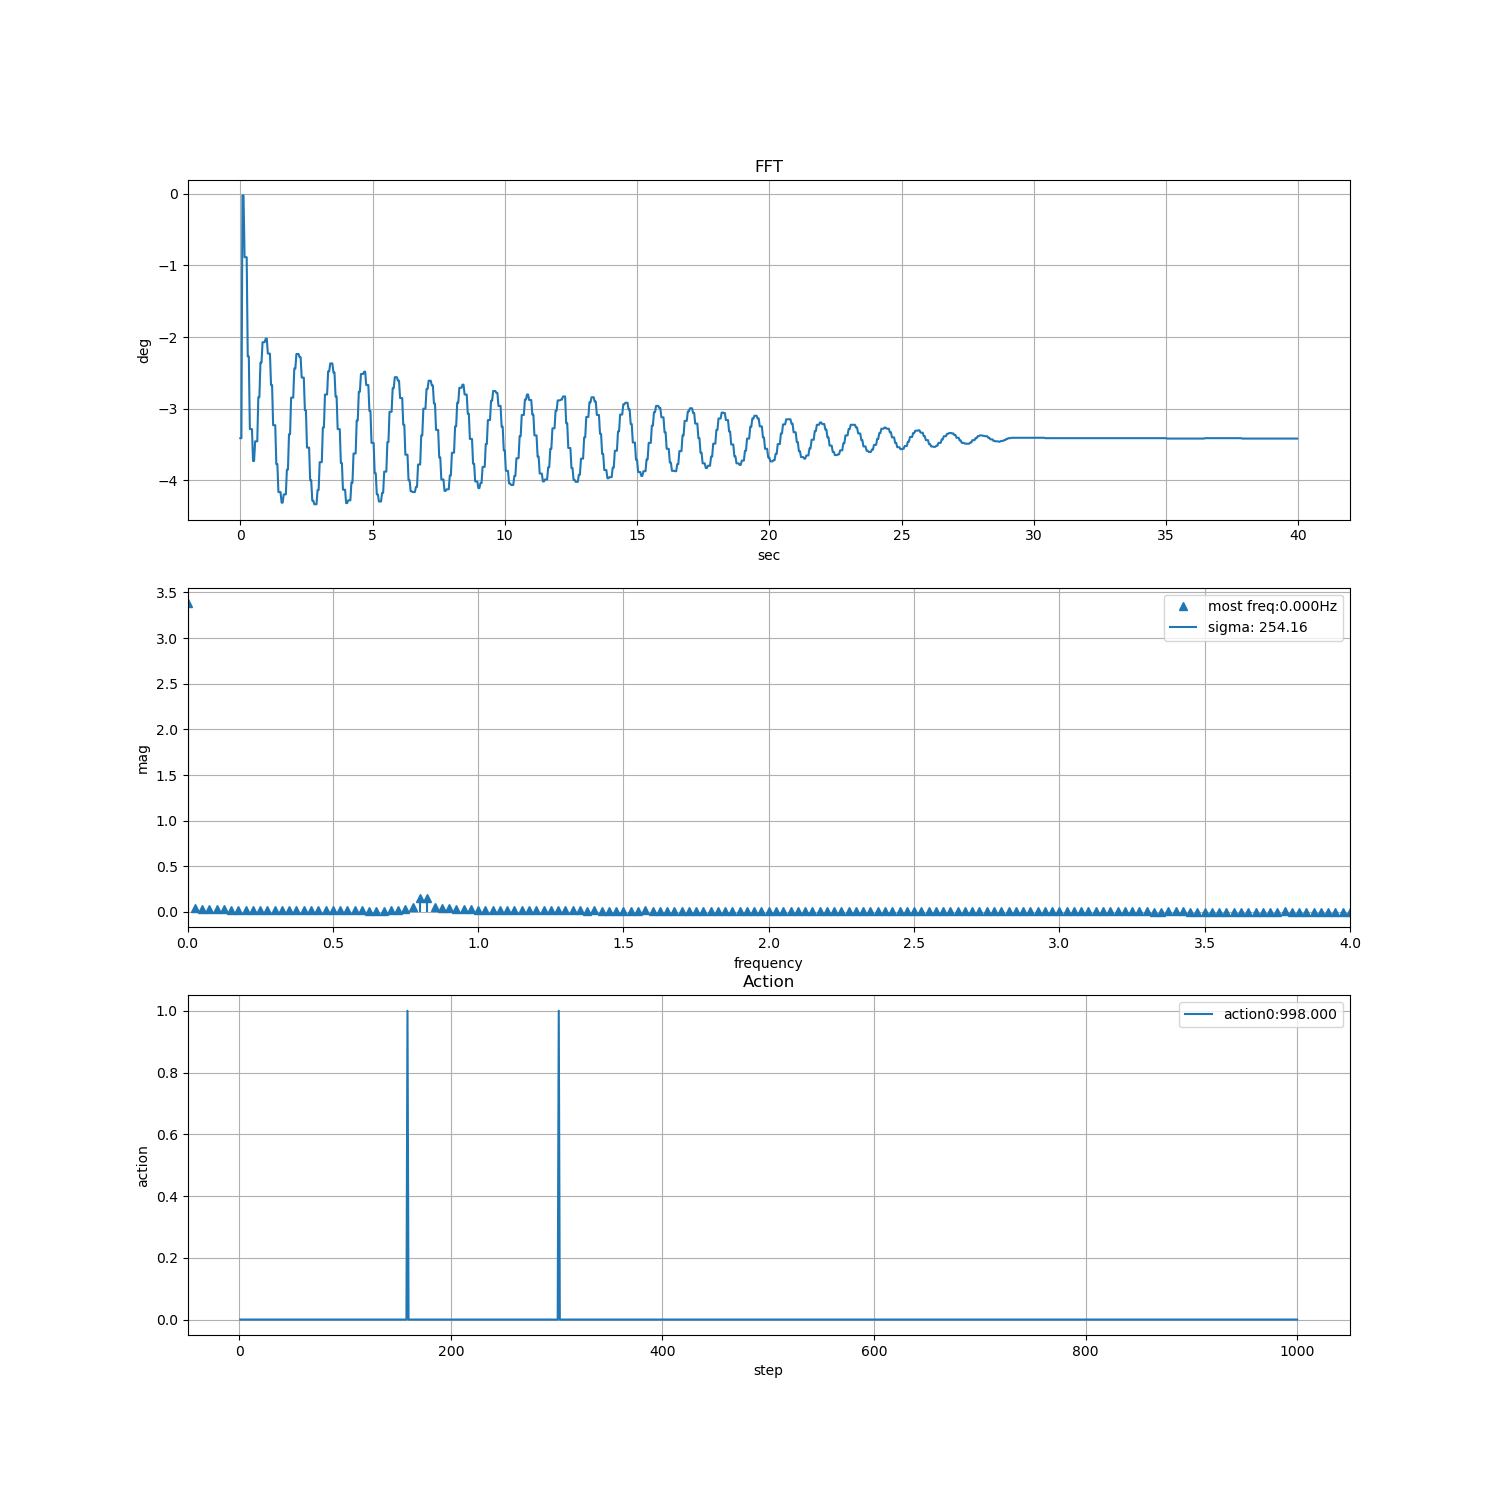 FFT
0
−1
−2
−3
−4
deg
0 5 10 15 20 25 30 35 40
sec
3.5
3.0
2.5
2.0
1.5
1.0
0.5
0.0
mag
most freq:0.000Hz
sigma: 254.16
0.0 0.5 1.0 1.5 2.0 2.5 3.0 3.5 4.0
frequency
Action
1.0
0.8
0.6
0.4
0.2
0.0
action
action0:998.000
0 200 400 600 800 1000
step